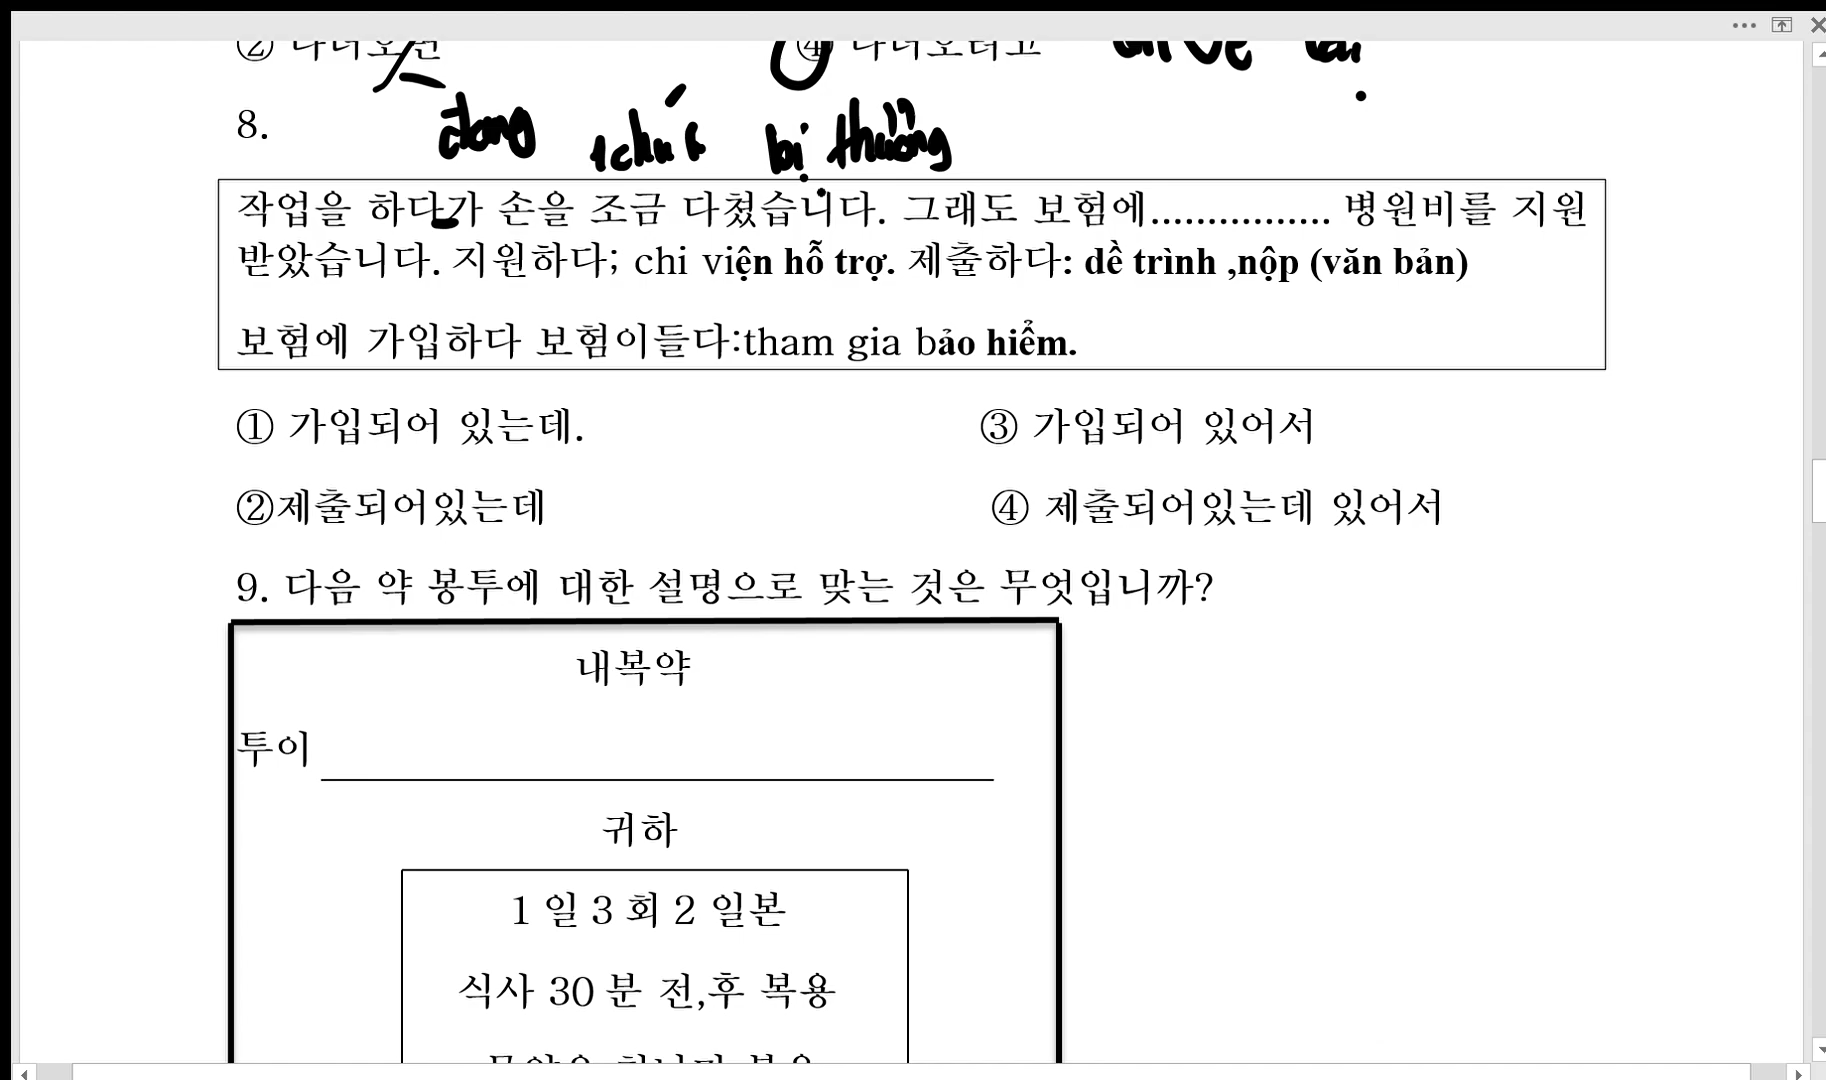 8.
bị thương
작업을 하다가 손을 조금 다쳤습니다. 그래도 보험에................ 병원비를 지원
받았습니다. 지원하다; chi viện hỗ trợ. 제출하다: dề trình ,nộp (văn bản)
보험에 가입하다 보험이들다:tham gia bảo hiểm.
① 가입되어 있는데. ③ 가입되어 있어서
②제출되어있는데 ④ 제출되어있는데 있어서
9. 다음 약 봉투에 대한 설명으로 맞는 것은 무엇입니까?
내복약
투이
귀하
1 일 3 회 2 일본
식사 30 분 전,후 복용